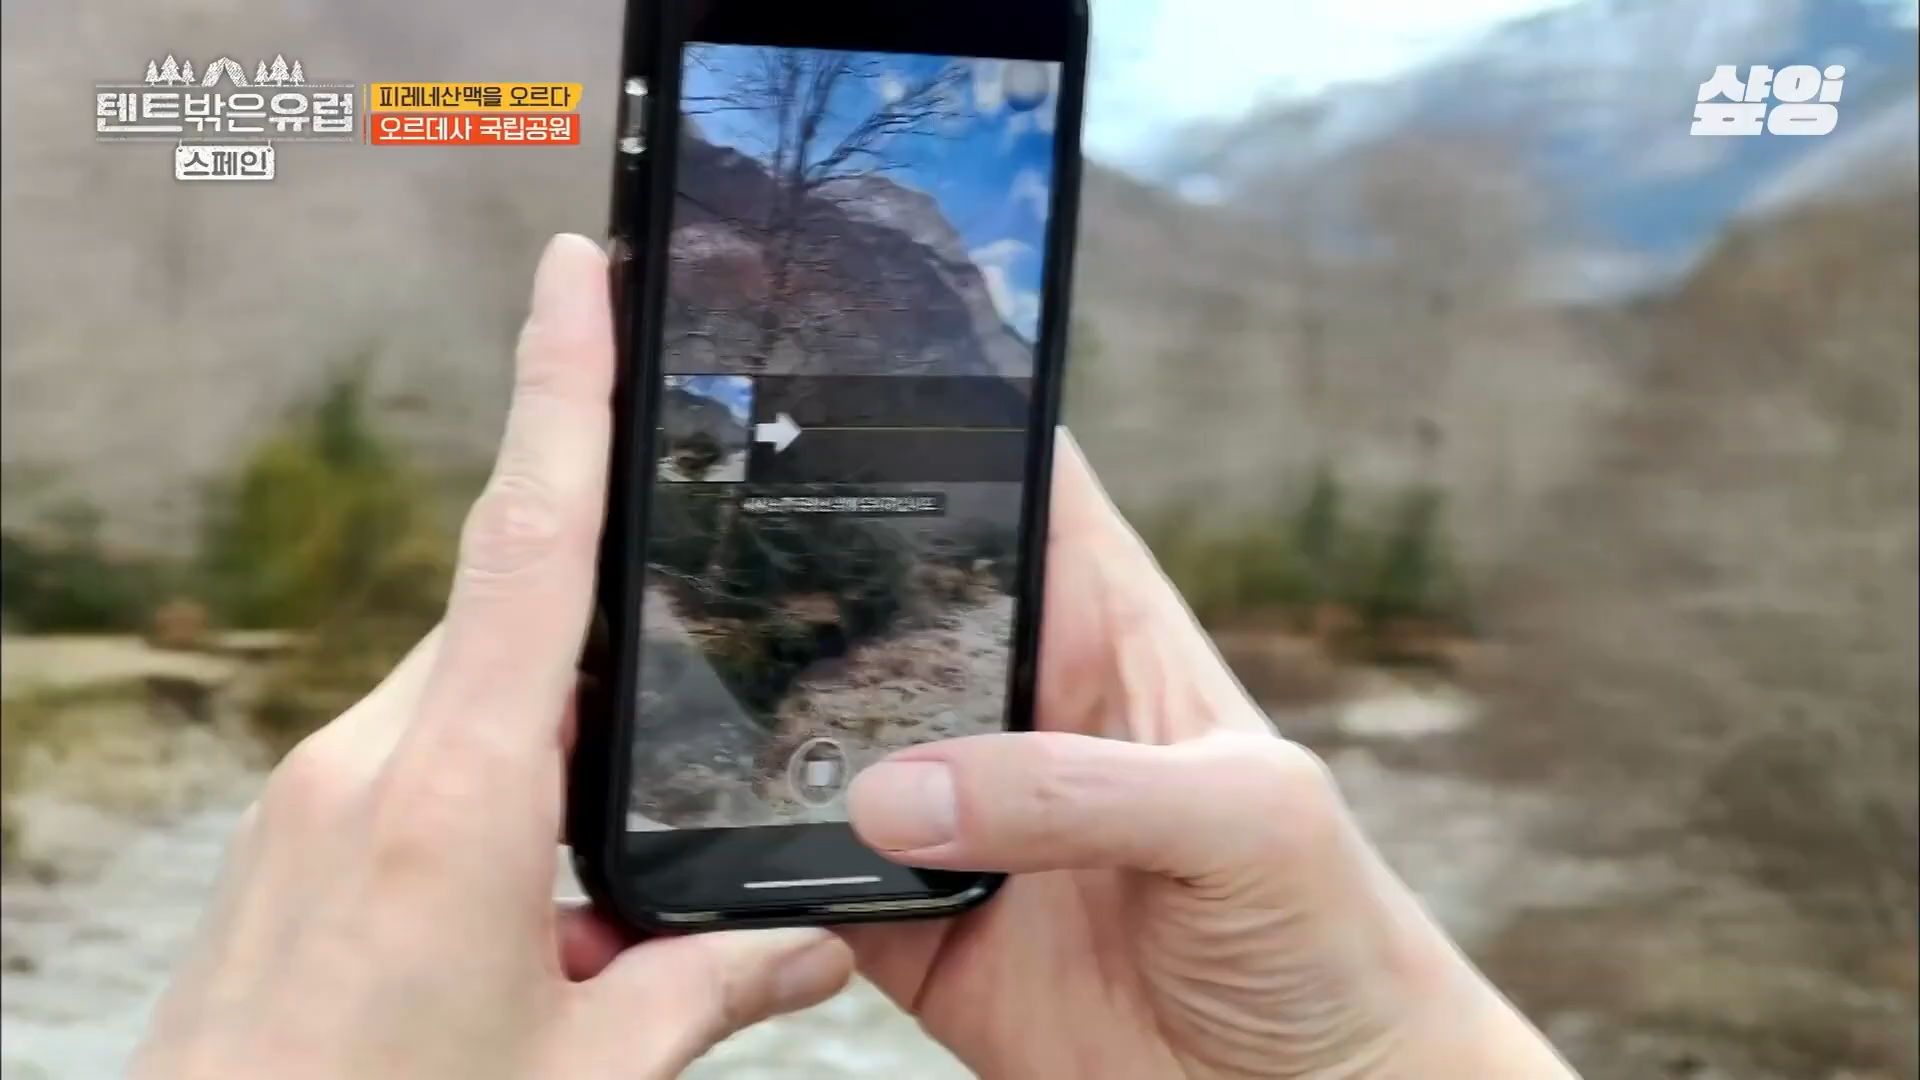 텐트밖은유럽
스페인
피레네산맥을 오르다
오르데사 국립공원
샾잉